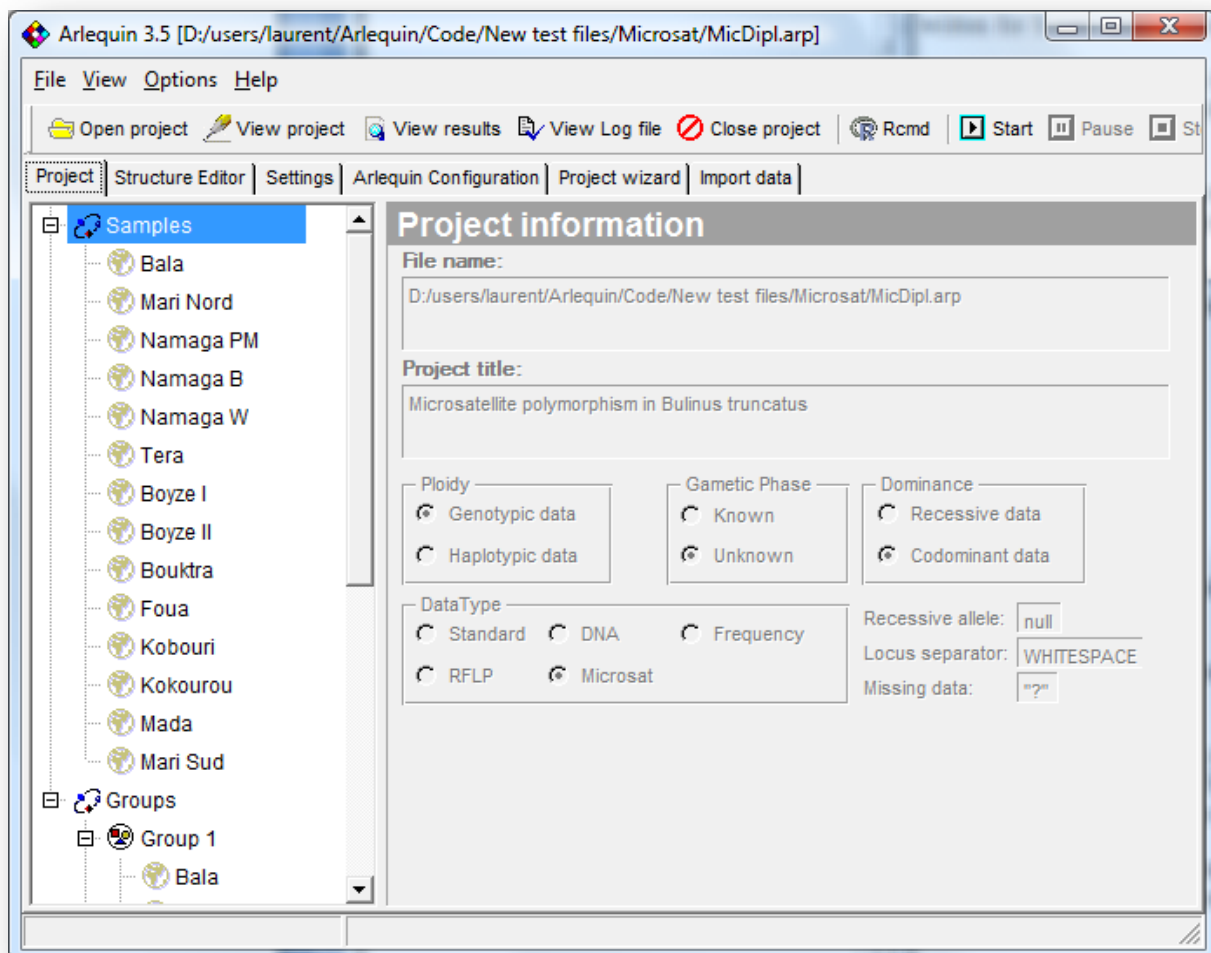 Arlequin 3.5 [D:/users/laurent/Arlequin/Code/New test files/Microsat/MicDipl.arp]
File View Options Help
Open project View project View results View Log file Close project Rcmd Start Pause St
Project Structure Editor Settings Arlequin Configuration Project wizard Import data
Samples
Bala
Mari Nord
Namaga PM
Namaga B
Namaga W
Tera
Boyze I
Boyze II
Bouktra
Foua
Kobouri
Kokourou
Mada
Mari Sud
Groups
Group 1
Bala
Project information
File name:
D:/users/laurent/Arlequin/Code/New test files/Microsat/MicDipl.arp
Project title:
Microsatellite polymorphism in Bulinus truncatus
Ploidy
Genotypic data
Haplotypic data
Gametic Phase
Known
Unknown
Dominance
Recessive data
Codominant data
DataType
Standard DNA Frequency
RFLP Microsat
Recessive allele: null
Locus separator: WHITESPACE
Missing data: "?"